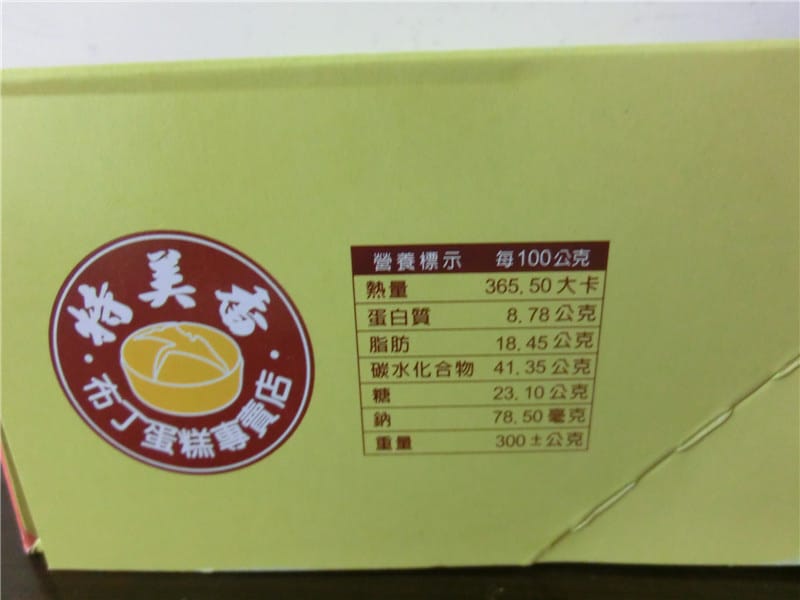 特美香
布丁蛋糕專賣店
營養標示 每100公克
熱量 365.50大卡
蛋白質 8.78公克
脂肪 18.45公克
碳水化合物 41.35公克
糖 23.10公克
鈉 78.50毫克
重量 300±公克